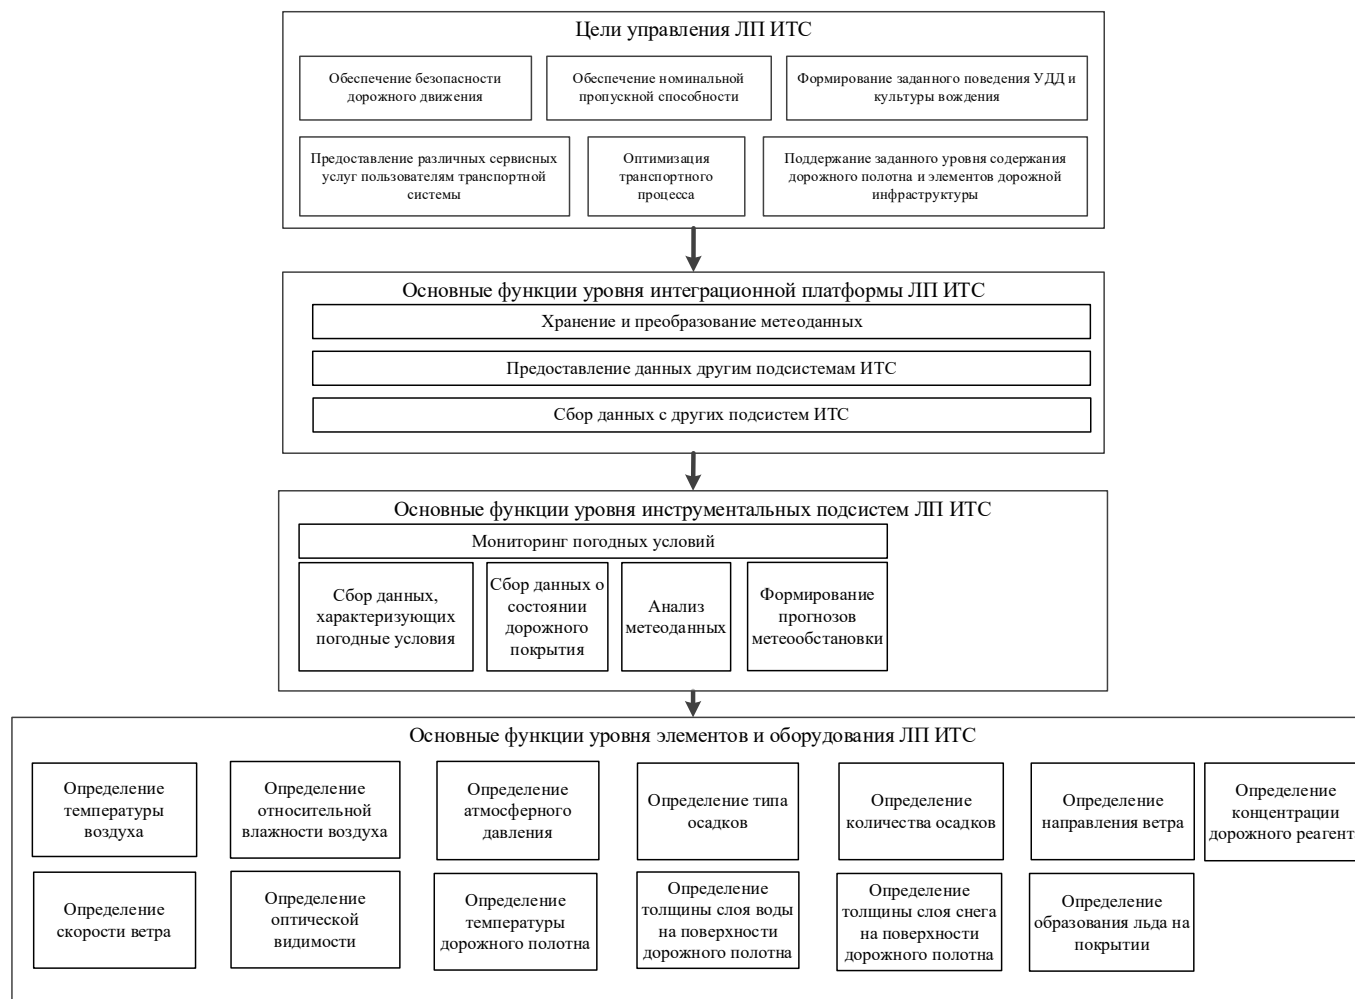 Цели управления ЛП ИТС
Обеспечение безопасности
дорожного движения
Обеспечение номинальной
пропускной способности
Формирование заданного поведения УДД и
культуры вождения
Предоставление различных сервисных
услуг пользователям транспортной
системы
Оптимизация
транспортного
процесса
Поддержание заданного уровня содержания
дорожного полотна и элементов дорожной
инфраструктуры
Основные функции уровня интеграционной платформы ЛП ИТС
Хранение и преобразование метеоданных
Предоставление данных другим подсистемам ИТС
Сбор данных с других подсистем ИТС
Основные функции уровня инструментальных подсистем ЛП ИТС
Мониторинг погодных условий
Сбор данных,
характеризующих
погодные условия
Сбор данных о
состоянии
дорожного
покрытия
Анализ
метеоданных
Формирование
прогнозов
метеообстановки
Основные функции уровня элементов и оборудования ЛП ИТС
Определение
температуры
воздуха
Определение
относительной
влажности воздуха
Определение
атмосферного
давления
Определение типа
осадков
Определение
количества осадков
Определение
направления ветра
Определение
концентрации
дорожного реагента
Определение
скорости ветра
Определение
оптической
видимости
Определение
температуры
дорожного полотна
Определение
толщины слоя воды
на поверхности
дорожного полотна
Определение
толщины слоя снега
на поверхности
дорожного полотна
Определение
образования льда на
покрытии